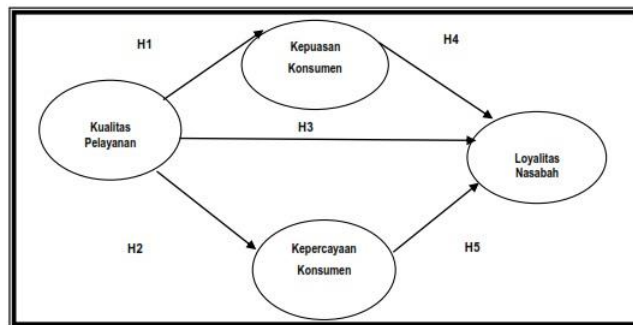 H1
Kepuasan
Konsumen
H4
Kualitas
Pelayanan
H3
Loyalitas
Nasabah
H2
Kepercayaan
Konsumen
H5